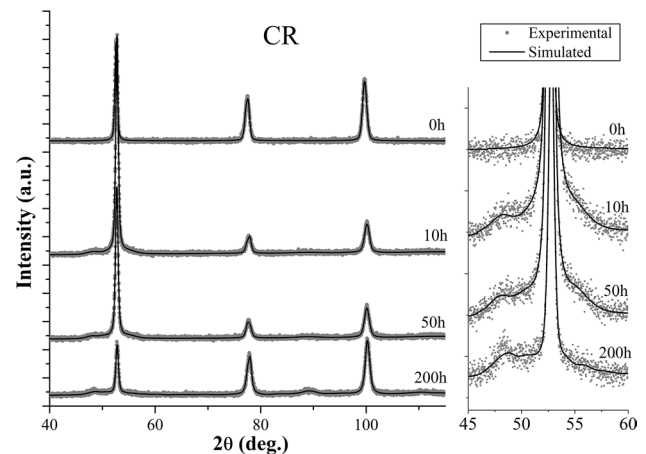 CR
Experimental
Simulated
0h
10h
50h
200h
Intensity (a.u.)
40 60 80 100
2θ (deg.)
0h
10h
50h
200h
45 50 55 60